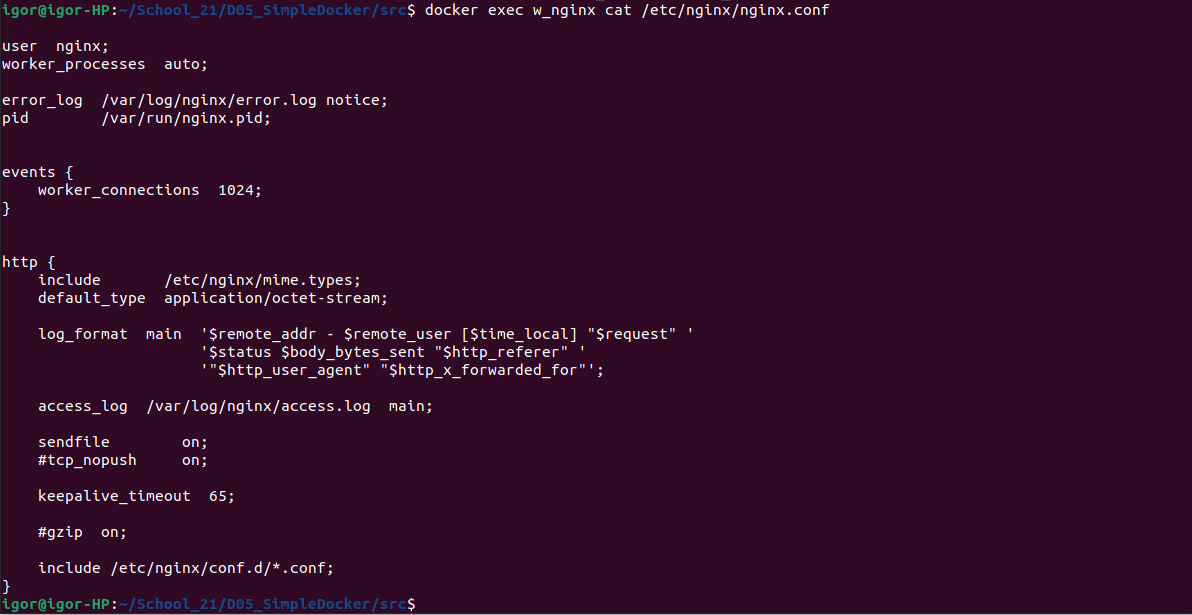 igor@igor-HP:~/School_21/D05_SimpleDocker/src$ docker exec w_nginx cat /etc/nginx/nginx.conf
user  nginx;
worker_processes  auto;
error_log  /var/log/nginx/error.log notice;
pid        /var/run/nginx.pid;
events {
    worker_connections  1024;
}
http {
    include       /etc/nginx/mime.types;
    default_type  application/octet-stream;
    log_format  main  '$remote_addr - $remote_user [$time_local] "$request" '
                      '$status $body_bytes_sent "$http_referer" '
                      '"$http_user_agent" "$http_x_forwarded_for"';
    access_log  /var/log/nginx/access.log  main;
    sendfile        on;
    #tcp_nopush     on;
    keepalive_timeout  65;
    #gzip  on;
    include /etc/nginx/conf.d/*.conf;
}
igor@igor-HP:~/School_21/D05_SimpleDocker/src$